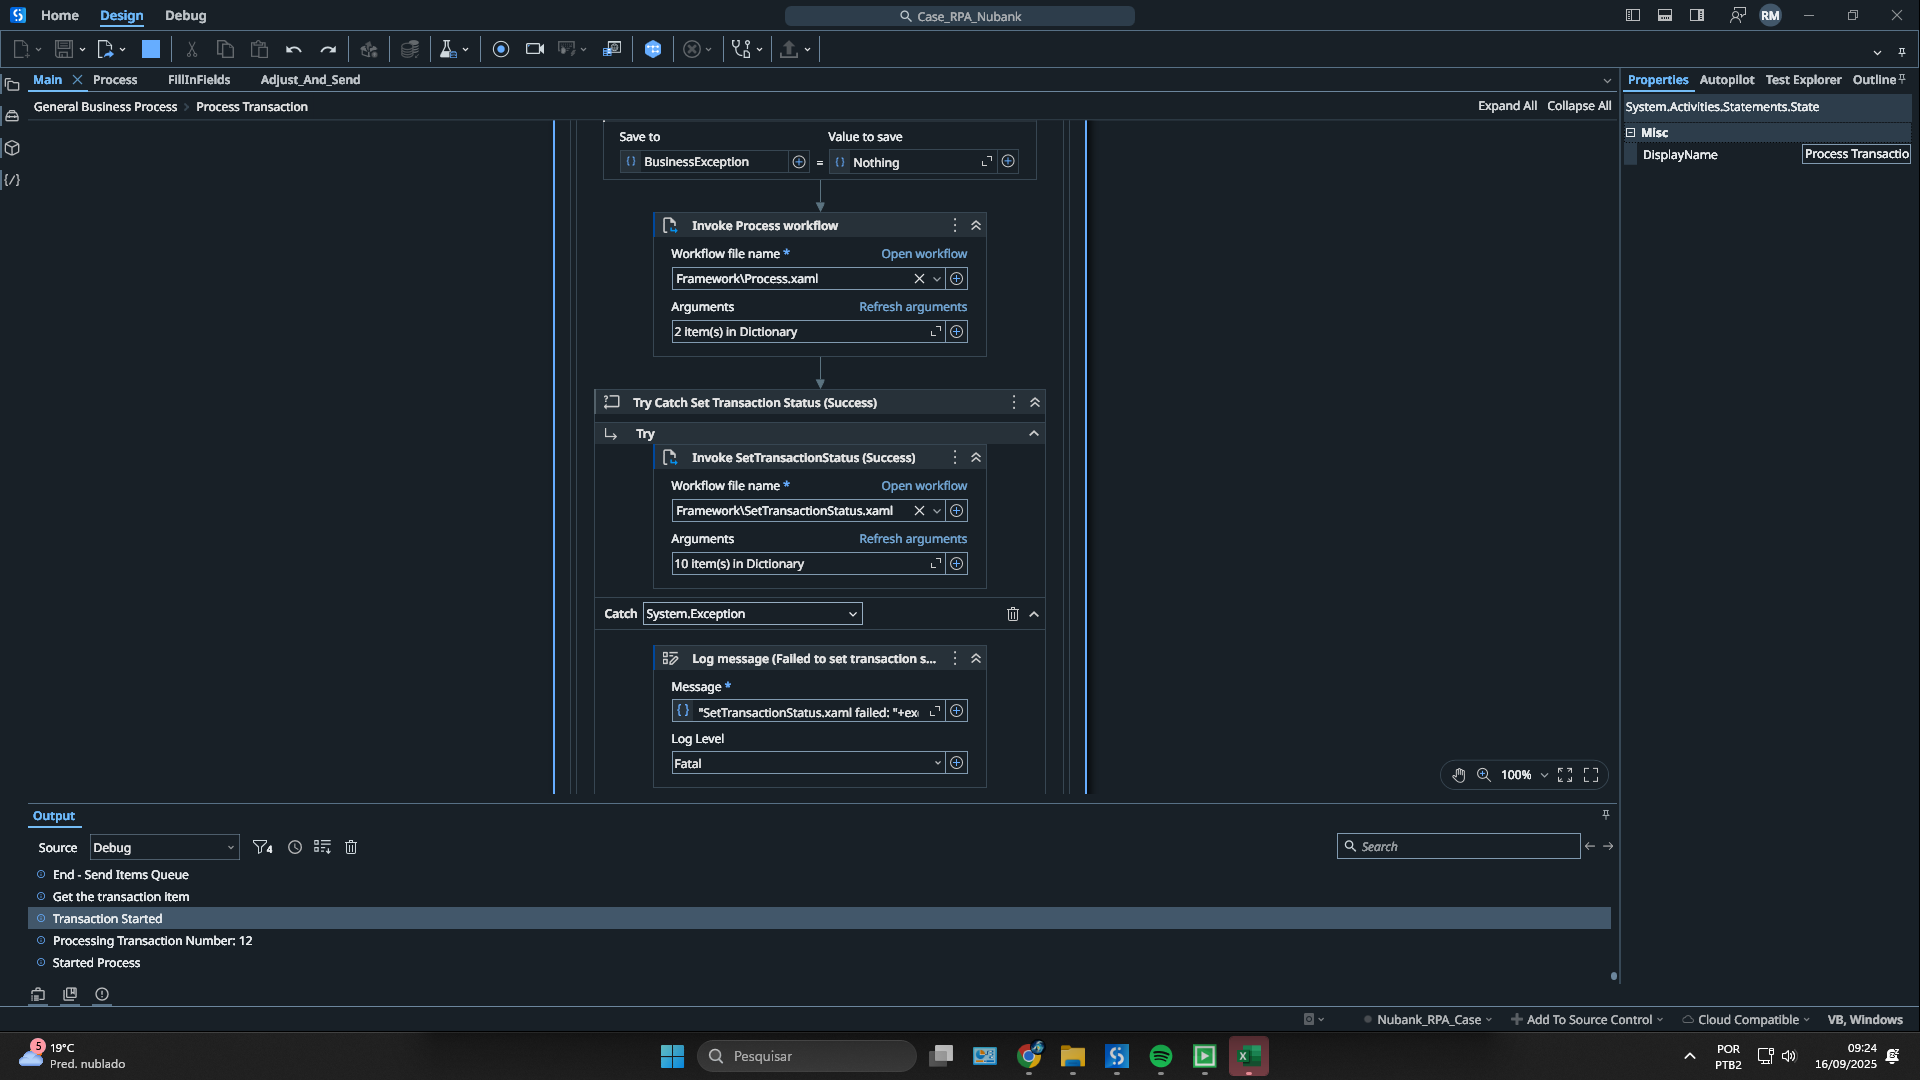 Home
Design
Debug
Case_RPA_Nubank
RM
Main
Process
FillInFields
Adjust_And_Send
General Business Process
Process Transaction
Expand All
Collapse All
Properties
Autopilot
Test Explorer
Outline
System.Activities.Statements.State
Misc
DisplayName
Process Transactio
Save to
Value to save
BusinessException
=
Nothing
Invoke Process workflow
Workflow file name *
Open workflow
Framework\Process.xaml
Arguments
Refresh arguments
2 Item(s) in Dictionary
Try Catch Set Transaction Status (Success)
Try
Invoke SetTransactionStatus (Success)
Workflow file name *
Open workflow
Framework\SetTransactionStatus.xaml
Arguments
Refresh arguments
10 Item(s) in Dictionary
Catch
System.Exception
Log message (Failed to set transaction s...
Message *
"SetTransactionStatus.xaml failed: "+ex
Log Level
Fatal
100%
Output
Source
Debug
4
Search
End - Send Items Queue
Get the transaction item
Transaction Started
Processing Transaction Number: 12
Started Process
Nubank_RPA_Case
Add To Source Control
Cloud Compatible
VB, Windows
5
19°C
Pred. nublado
Pesquisar
POR
PTB2
09:24
16/09/2025